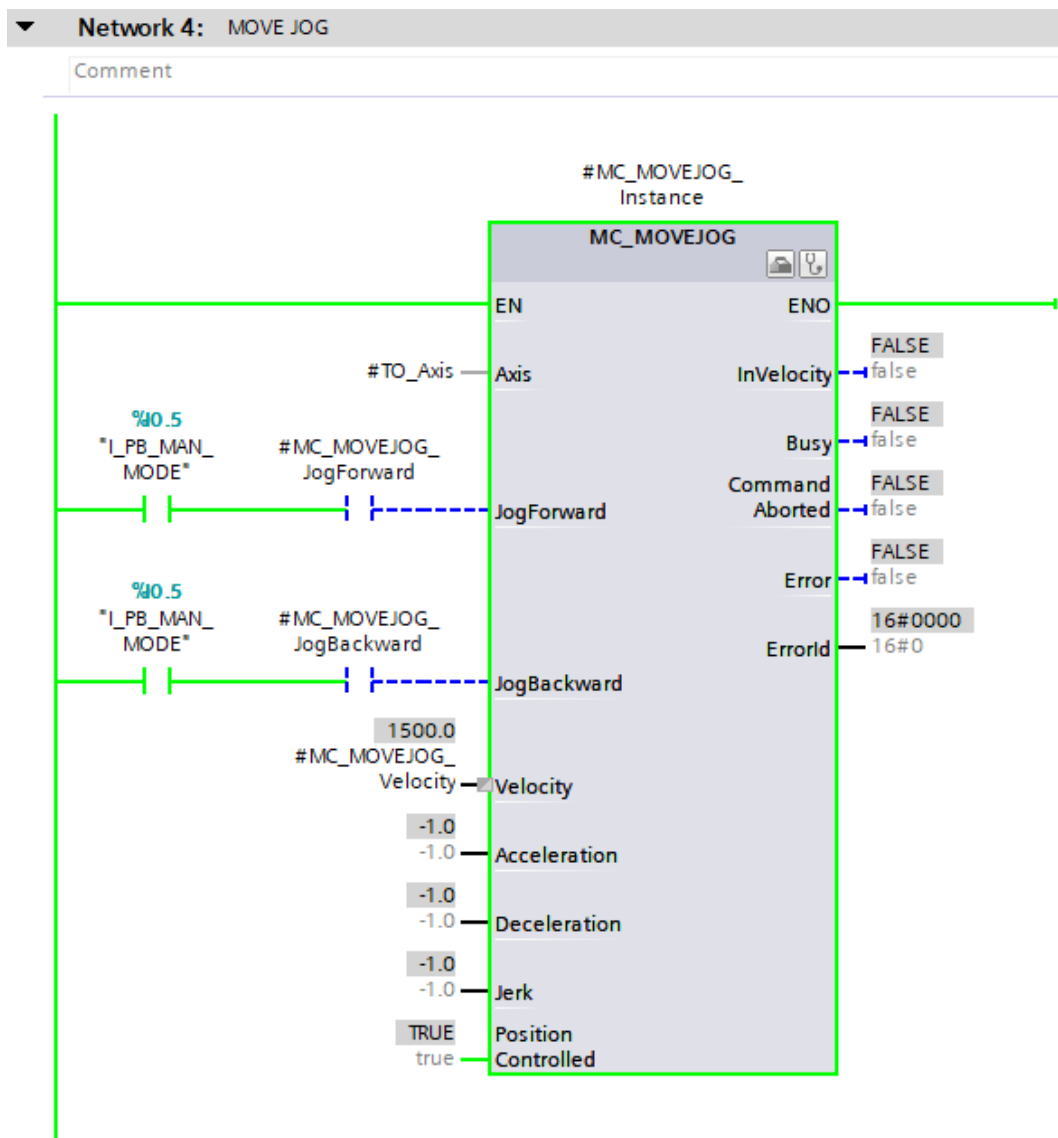 Network 4: MOVE JOG
Comment
#MC_MOVEJOG_
Instance
MC_MOVEJOG
EN
ENO
#TO_Axis
Axis
InVelocity
FALSE
false
Busy
FALSE
false
Command
Aborted
FALSE
false
%I0.5
"I_PB_MAN_
MODE"
#MC_MOVEJOG_
JogForward
JogForward
Error
FALSE
false
ErrorId
16#0000
16#0
%I0.5
"I_PB_MAN_
MODE"
#MC_MOVEJOG_
JogBackward
JogBackward
1500.0
#MC_MOVEJOG_
Velocity
Velocity
-1.0
-1.0
Acceleration
-1.0
-1.0
Deceleration
-1.0
-1.0
Jerk
TRUE
true
Position
Controlled